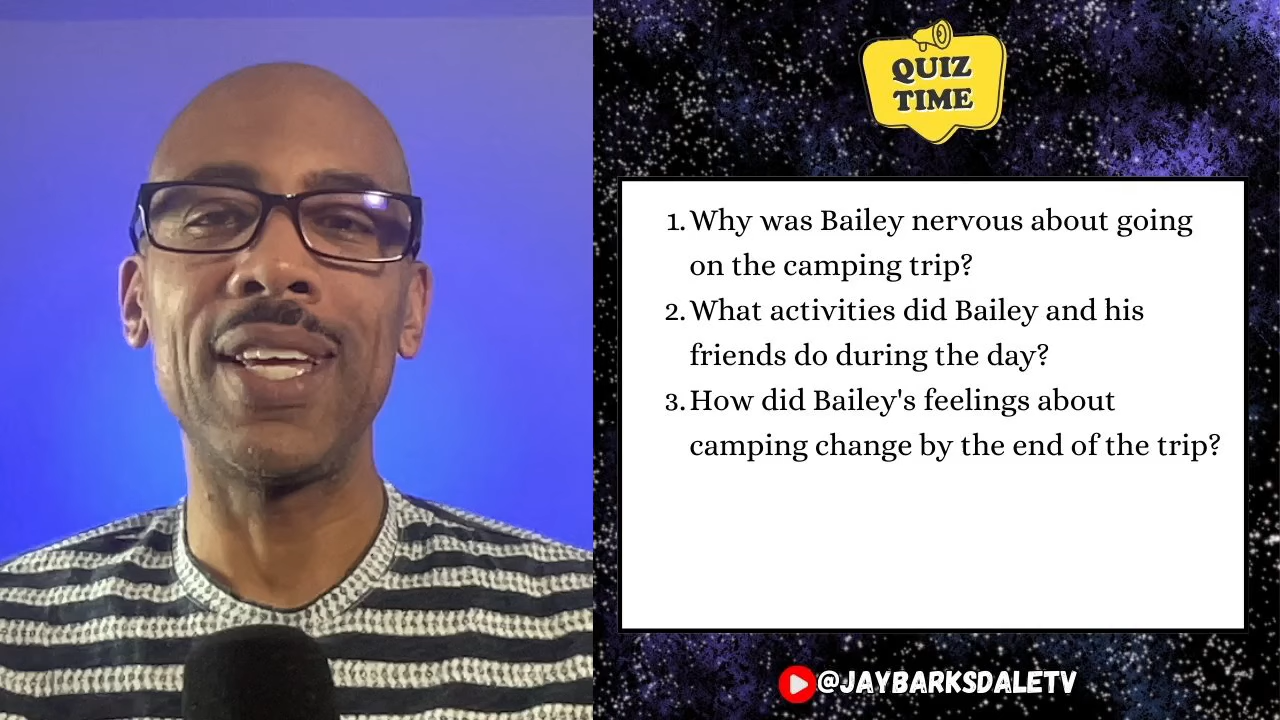 QUIZ
TIME
1. Why was Bailey nervous about going
on the camping trip?
2. What activities did Bailey and his
friends do during the day?
3. How did Bailey's feelings about
camping change by the end of the trip?
@JAYBARKSDALETV